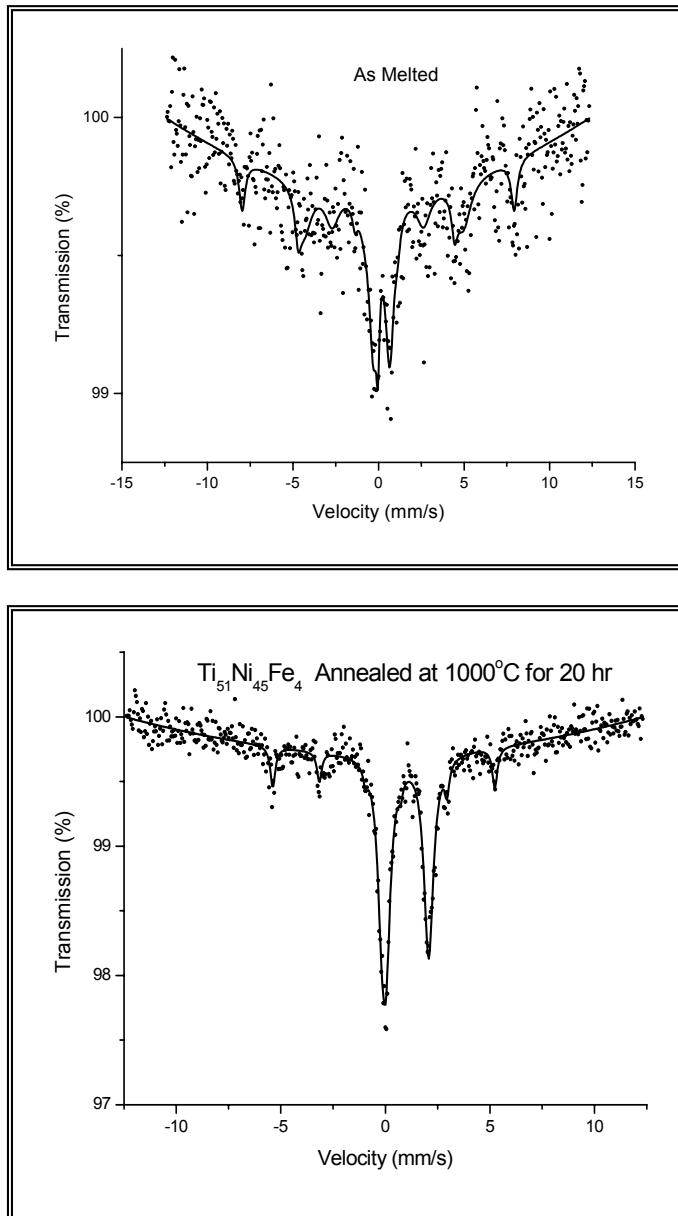 As Melted
100
99
Transmission (%)
-15 -10 -5 0 5 10 15
Velocity (mm/s)
Ti₅₁Ni₄₅Fe₄ Annealed at 1000°C for 20 hr
100
99
98
97
Transmission (%)
-10 -5 0 5 10
Velocity (mm/s)